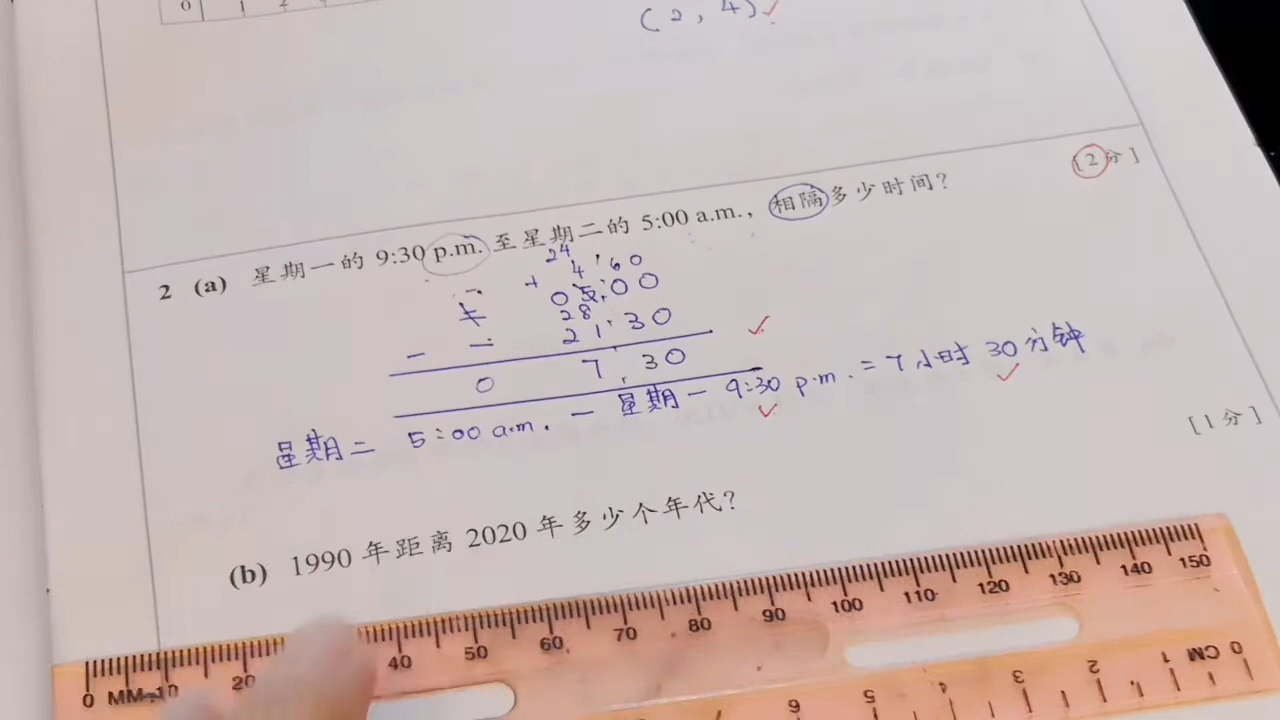 0 1 2
(2, 4)
[2分]
2 (a) 星期一的 9:30 p.m. 至星期二的 5:00 a.m.，相隔多少时间？
24
+ 4 60
二 05:00
28
一 21:30
0 7 30
星期二 5:00 a.m. - 星期一 9:30 p.m. = 7小时 30分钟
[1分]
(b) 1990 年距离 2020 年多少个年代？
0 MM 10 20 40 50 60 70 80 90 100 110 120 130 140 150
6 5 4 3 2 1 CM 0